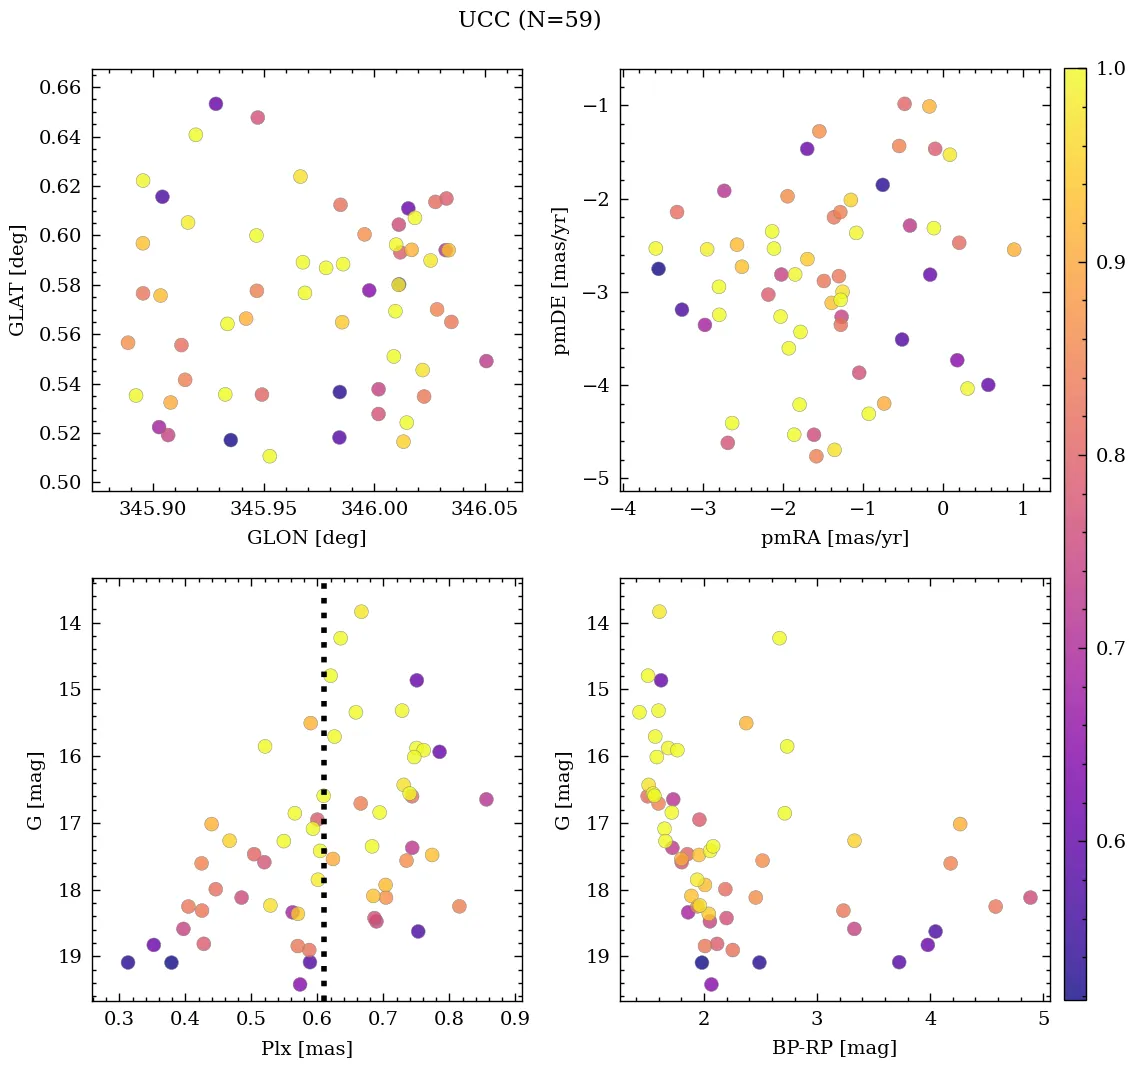 UCC (N=59)
0.66
0.64
0.62
0.60
0.58
0.56
0.54
0.52
0.50
GLAT [deg]
345.90 345.95 346.00 346.05
GLON [deg]
−1
−2
−3
−4
−5
pmDE [mas/yr]
−4 −3 −2 −1 0 1
pmRA [mas/yr]
1.0
0.9
0.8
0.7
0.6
14
15
16
17
18
19
G [mag]
0.3 0.4 0.5 0.6 0.7 0.8 0.9
Plx [mas]
14
15
16
17
18
19
G [mag]
2 3 4 5
BP-RP [mag]